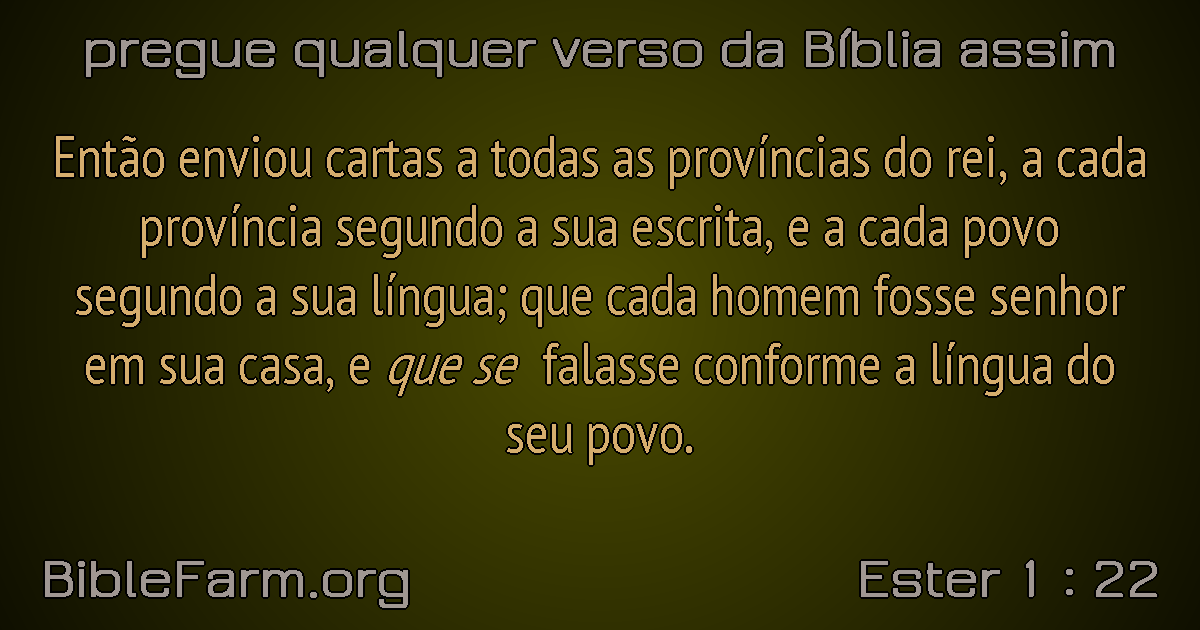 pregue qualquer verso da Bíblia assim
Então enviou cartas a todas as províncias do rei, a cada
província segundo a sua escrita, e a cada povo
segundo a sua língua; que cada homem fosse senhor
em sua casa, e que se falasse conforme a língua do
seu povo.
BibleFarm.org
Ester 1 : 22